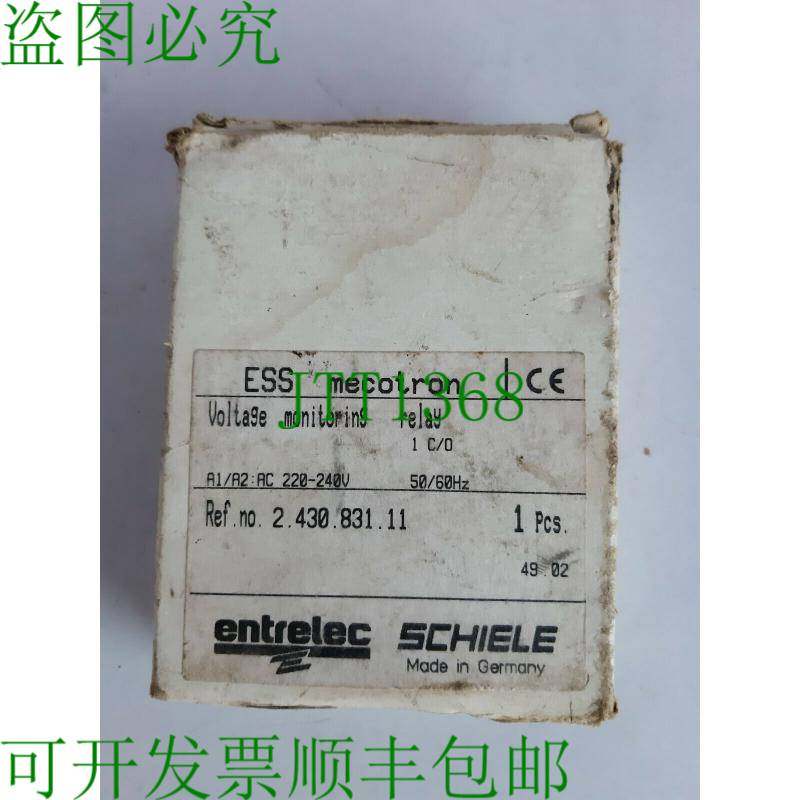 盗图必究
ESS mecotron CE
JTT1368
Voltage monitoring relay
1 C/O
A1/A2:AC 220-240V 50/60Hz
Ref.no. 2.430.831.11 1 Pcs.
49.02
entrelec SCHIELE
Made in Germany
可开发票顺丰包邮